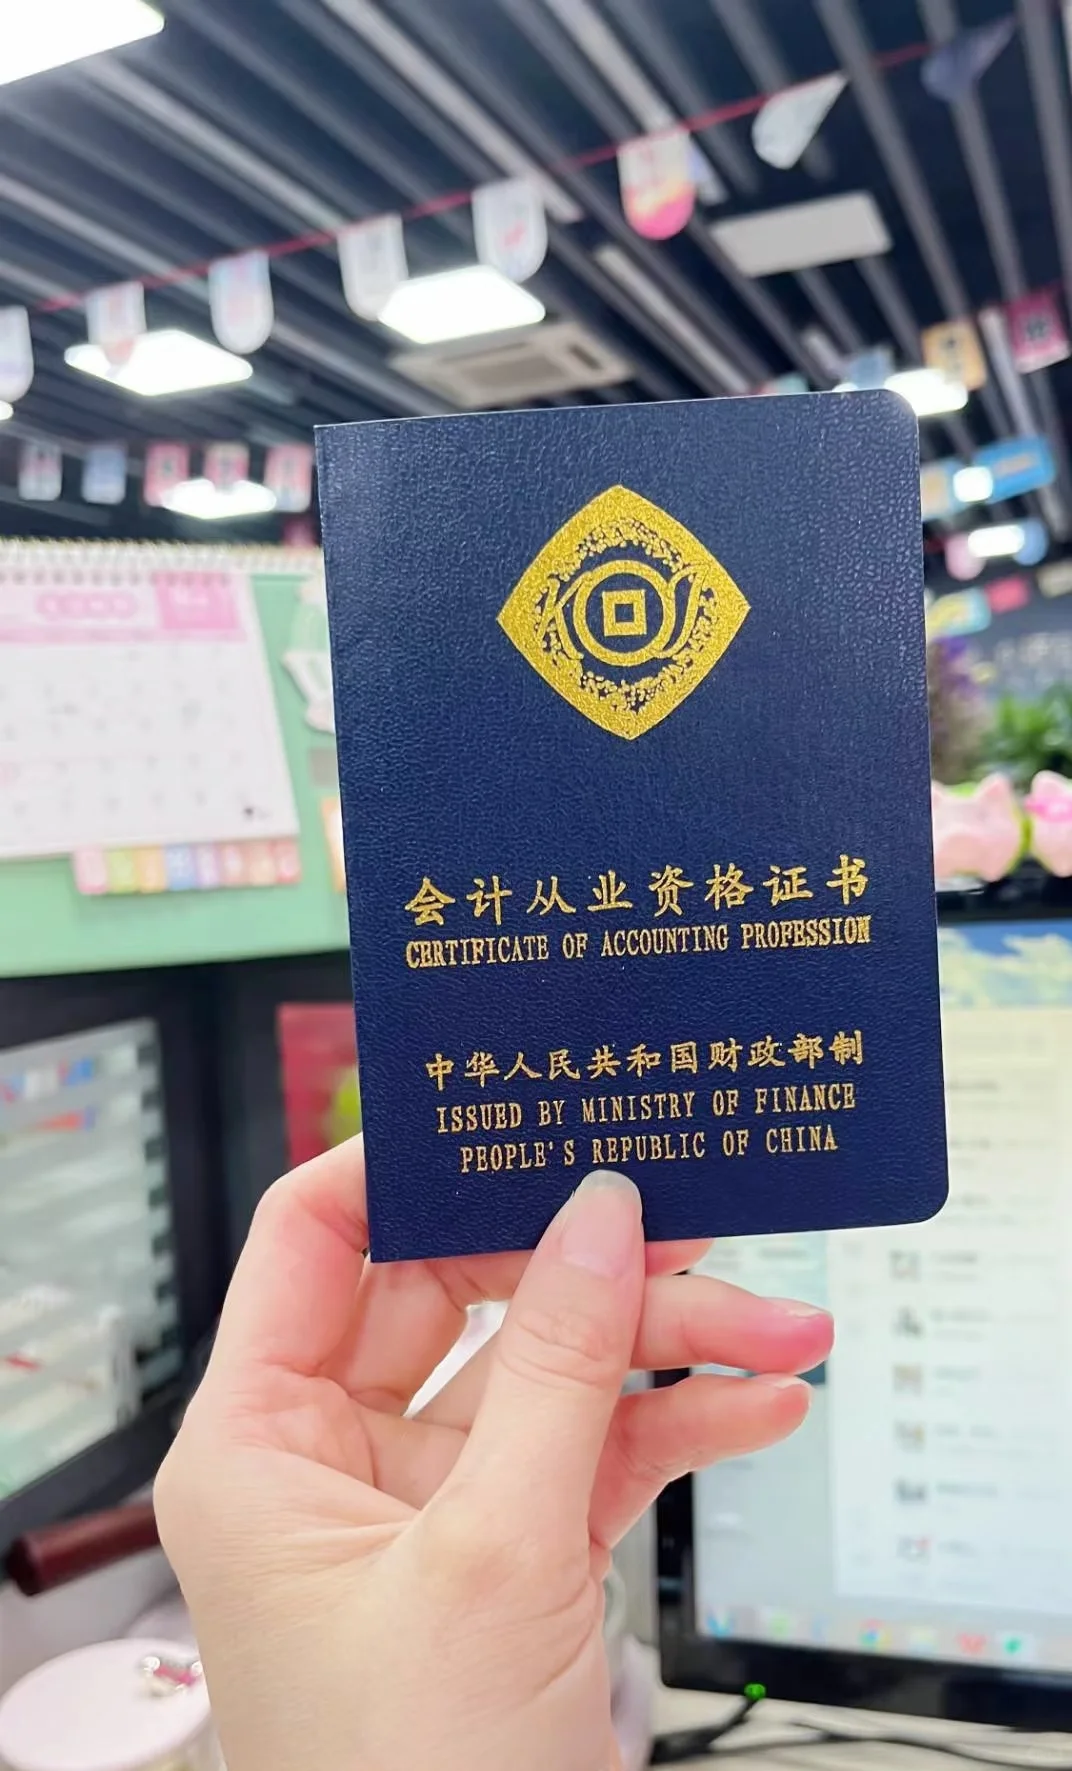 会计从业资格证书
CERTIFICATE OF ACCOUNTING PROFESSION
中华人民共和国财政部制
ISSUED BY MINISTRY OF FINANCE
PEOPLE'S REPUBLIC OF CHINA